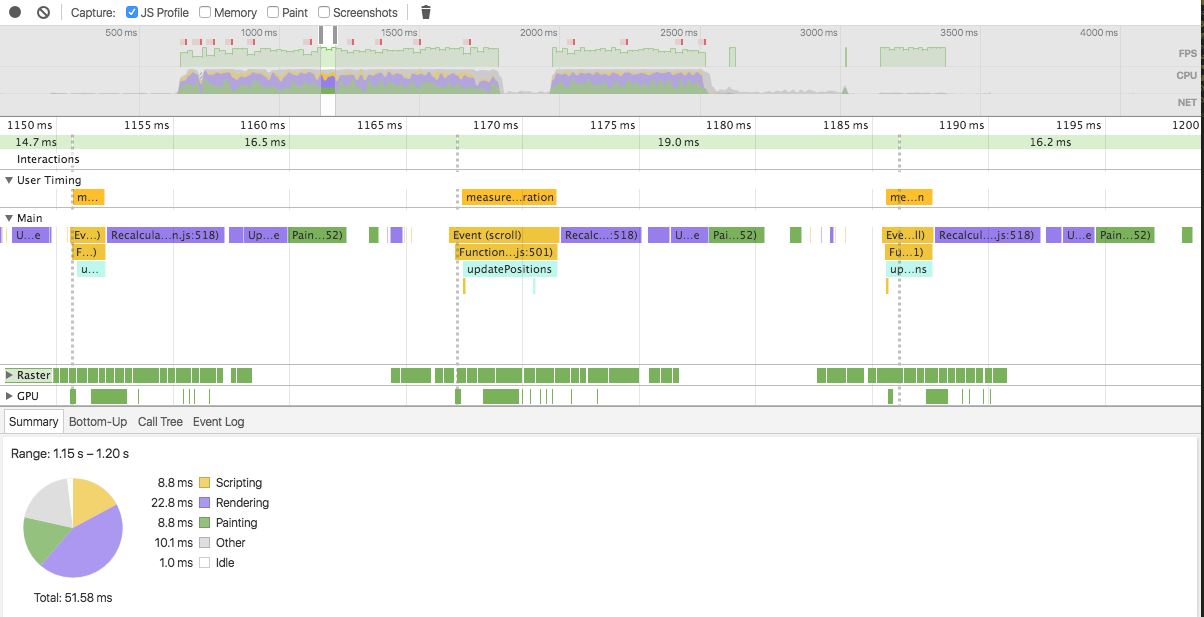 Capture: JS Profile Memory Paint Screenshots
500 ms 1000 ms 1500 ms 2000 ms 2500 ms 3000 ms 3500 ms 4000 ms
FPS
CPU
NET
1150 ms 1155 ms 1160 ms 1165 ms 1170 ms 1175 ms 1180 ms 1185 ms 1190 ms 1195 ms 1200
14.7 ms 16.5 ms 19.0 ms 16.2 ms
Interactions
User Timing
m... measure...ration me...n
Main
U...e Ev...) Recalcula...n.js:518) Up...e Pain...52) Event (scroll) Recalc...:518) U...e Pai...52) Eve...ll) Recalcul....js:518) U...e Pain...52)
F...) Function...js:501) Fu...1)
u... updatePositions up...ns
Raster
GPU
Summary Bottom-Up Call Tree Event Log
Range: 1.15 s – 1.20 s
8.8 ms Scripting
22.8 ms Rendering
8.8 ms Painting
10.1 ms Other
1.0 ms Idle
Total: 51.58 ms